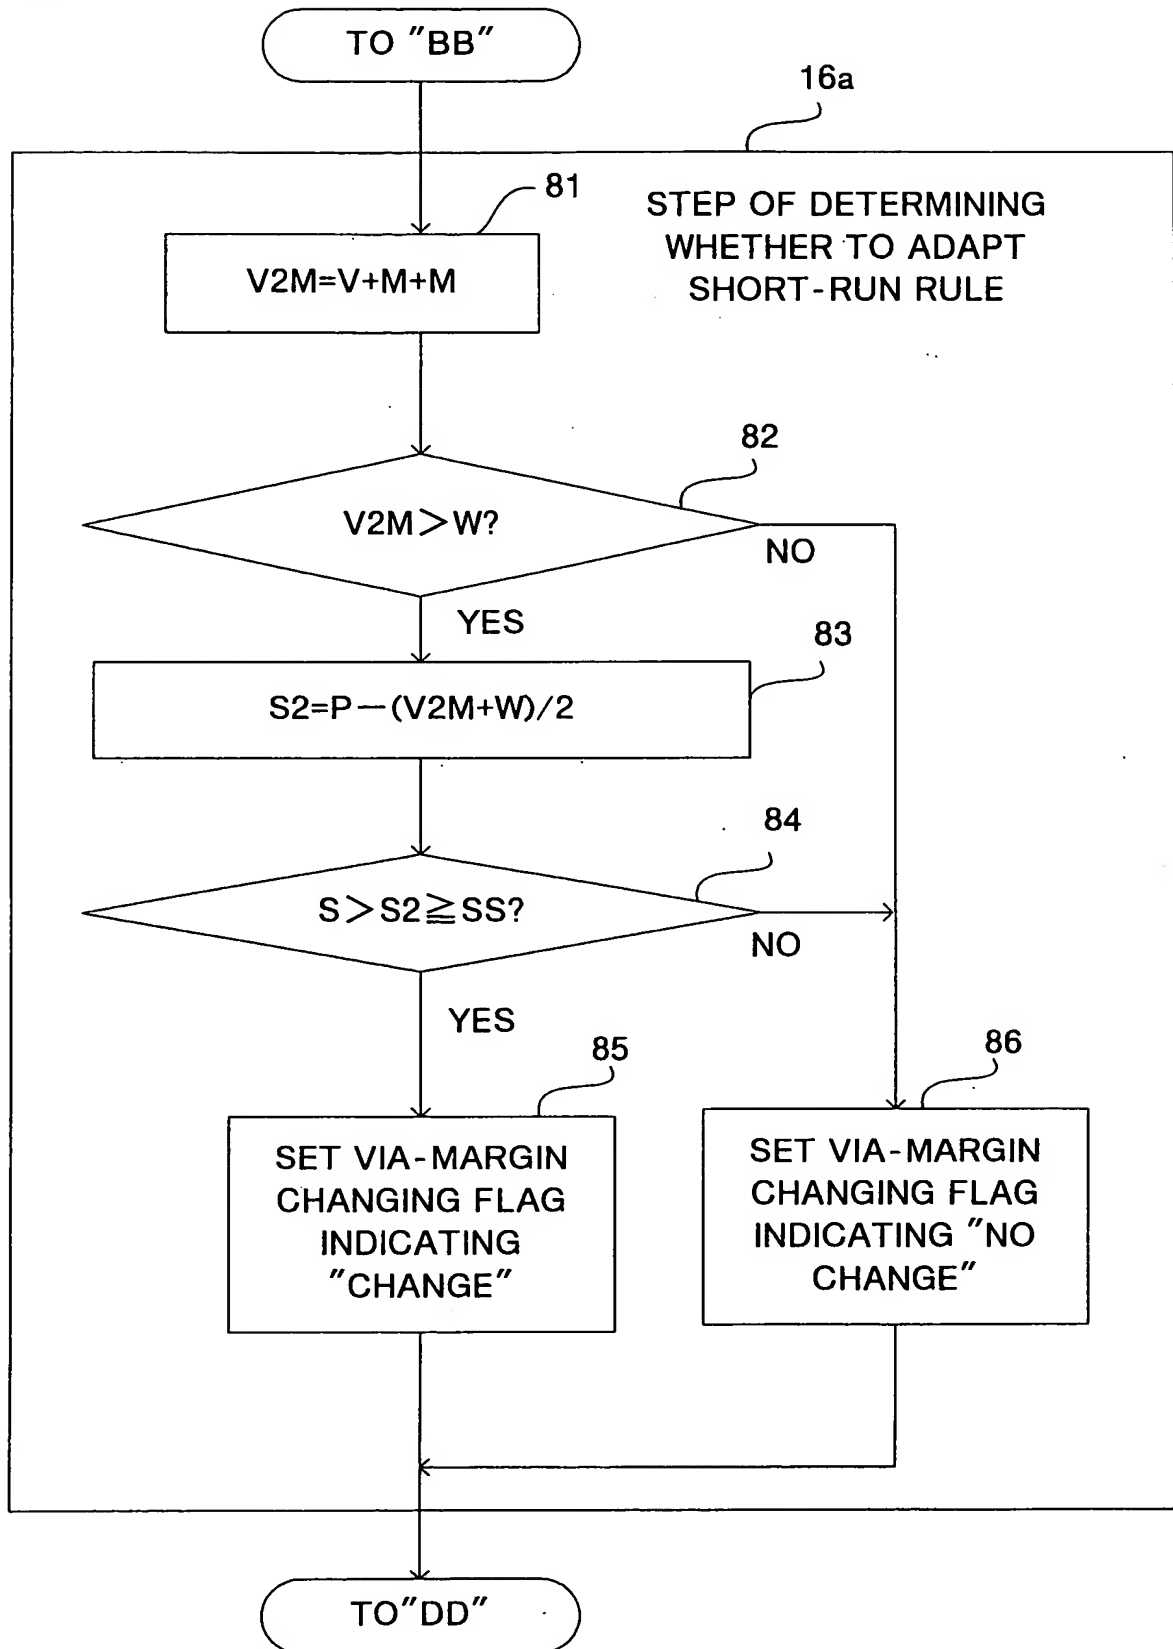 TO "BB"
16a
81
STEP OF DETERMINING
WHETHER TO ADAPT
SHORT-RUN RULE
V2M=V+M+M
82
V2M>W?
NO
YES
83
S2=P—(V2M+W)/2
84
S>S2≧SS?
NO
YES
85
86
SET VIA-MARGIN
CHANGING FLAG
INDICATING
"CHANGE"
SET VIA-MARGIN
CHANGING FLAG
INDICATING "NO
CHANGE"
TO"DD"